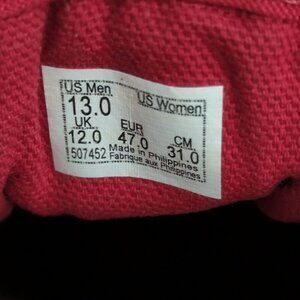 US Men US Women
13.0
UK EUR CM
12.0 47.0 31.0
507452 Made in Philippines
Fabrique aux Philippines